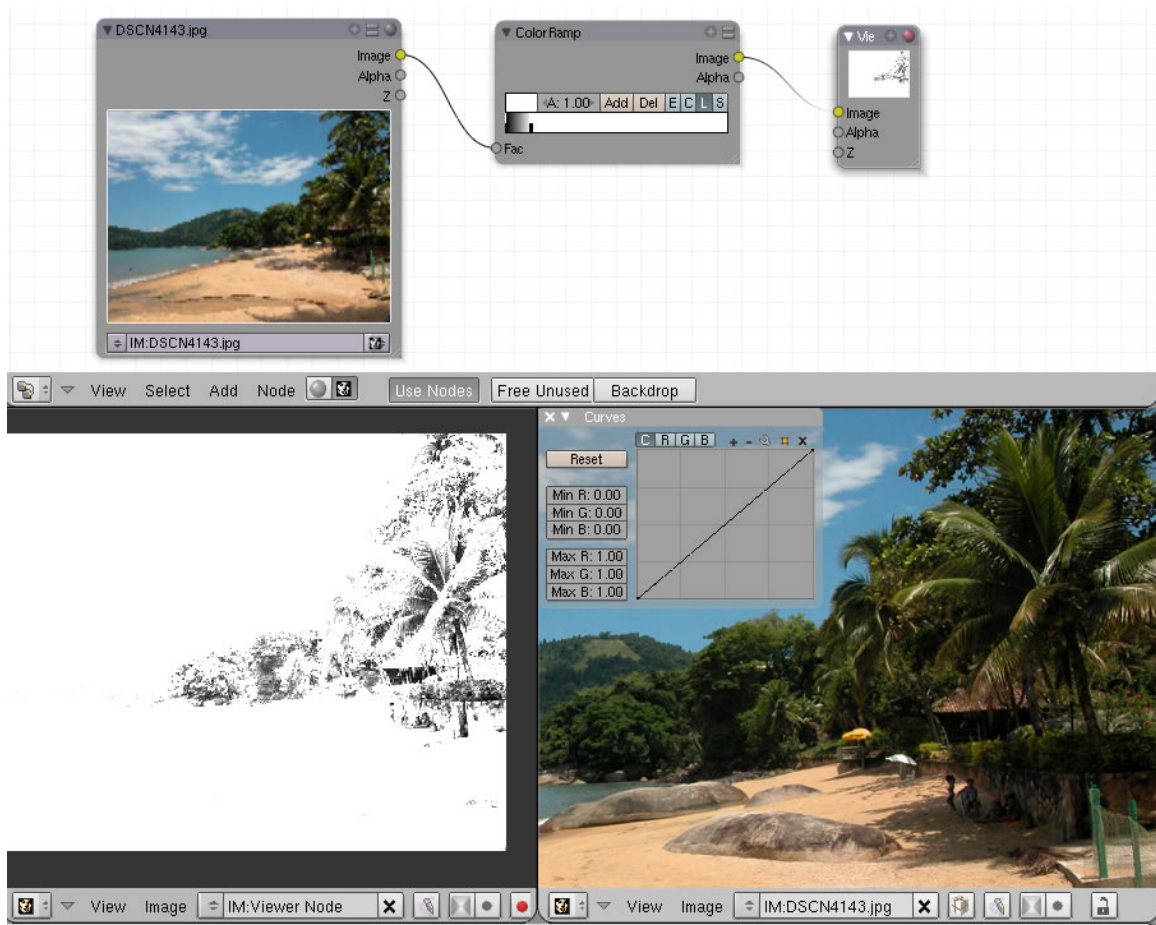 DSCN4143.jpg
Image
Alpha
Z
IM:DSCN4143.jpg
ColorRamp
Image
Alpha
A: 1.00 Add Del E C L S
Fac
Vie
Image
Alpha
Z
View Select Add Node Use Nodes Free Unused Backdrop
Curves
C R G B
Reset
Min R: 0.00
Min G: 0.00
Min B: 0.00
Max R: 1.00
Max G: 1.00
Max B: 1.00
View Image IM:Viewer Node
View Image IM:DSCN4143.jpg